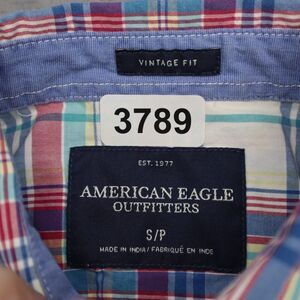 VINTAGE FIT
3789
EST. 1977
AMERICAN EAGLE
OUTFITTERS
S/P
MADE IN INDIA / FABRIQUÉ EN INDE